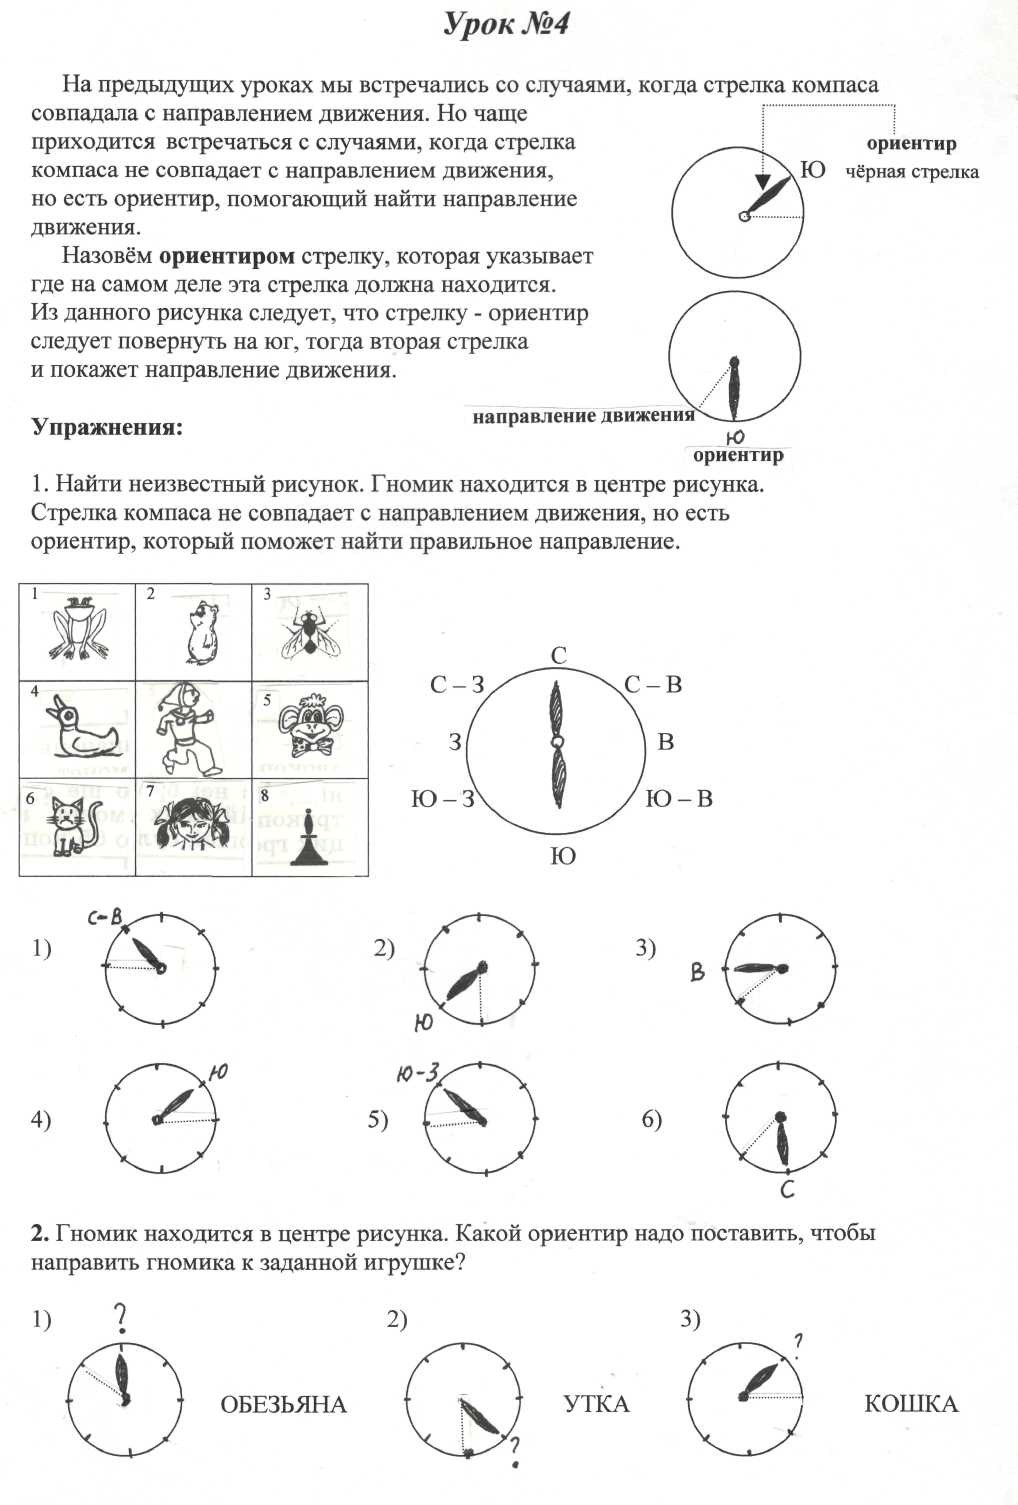 Урок №4
На предыдущих уроках мы встречались со случаями, когда стрелка компаса
совпадала с направлением движения. Но чаще
приходится встречаться с случаями, когда стрелка
компаса не совпадает с направлением движения,
но есть ориентир, помогающий найти направление
движения.
Назовём ориентиром стрелку, которая указывает
где на самом деле эта стрелка должна находится.
Из данного рисунка следует, что стрелку - ориентир
следует повернуть на юг, тогда вторая стрелка
и покажет направление движения.
ориентир
Ю чёрная стрелка
направление движения
Ю
ориентир
Упражнения:
1. Найти неизвестный рисунок. Гномик находится в центре рисунка.
Стрелка компаса не совпадает с направлением движения, но есть
ориентир, который поможет найти правильное направление.
1 2 3
4 5
6 7 8
С
С – З С – В
З В
Ю – З Ю – В
Ю
1) С-В 2) Ю 3) В
4) Ю 5) Ю-З 6) С
2. Гномик находится в центре рисунка. Какой ориентир надо поставить, чтобы
направить гномика к заданной игрушке?
1) ? 2) 3) ?
ОБЕЗЬЯНА УТКА КОШКА
?